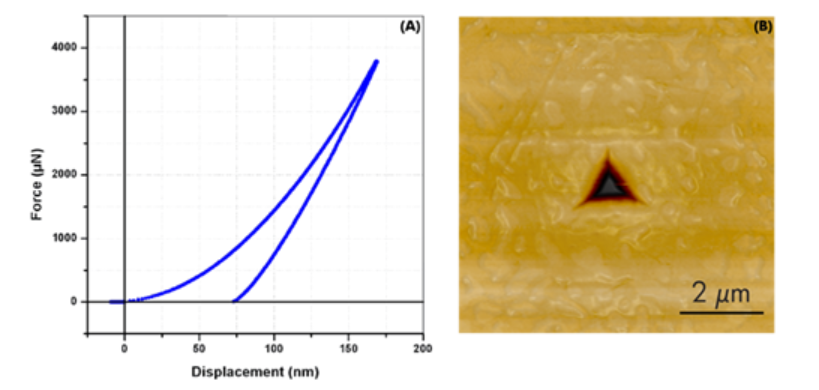 (A)
4000
3000
2000
1000
0
Force (µN)
0 50 100 150 200
Displacement (nm)
(B)
2 µm